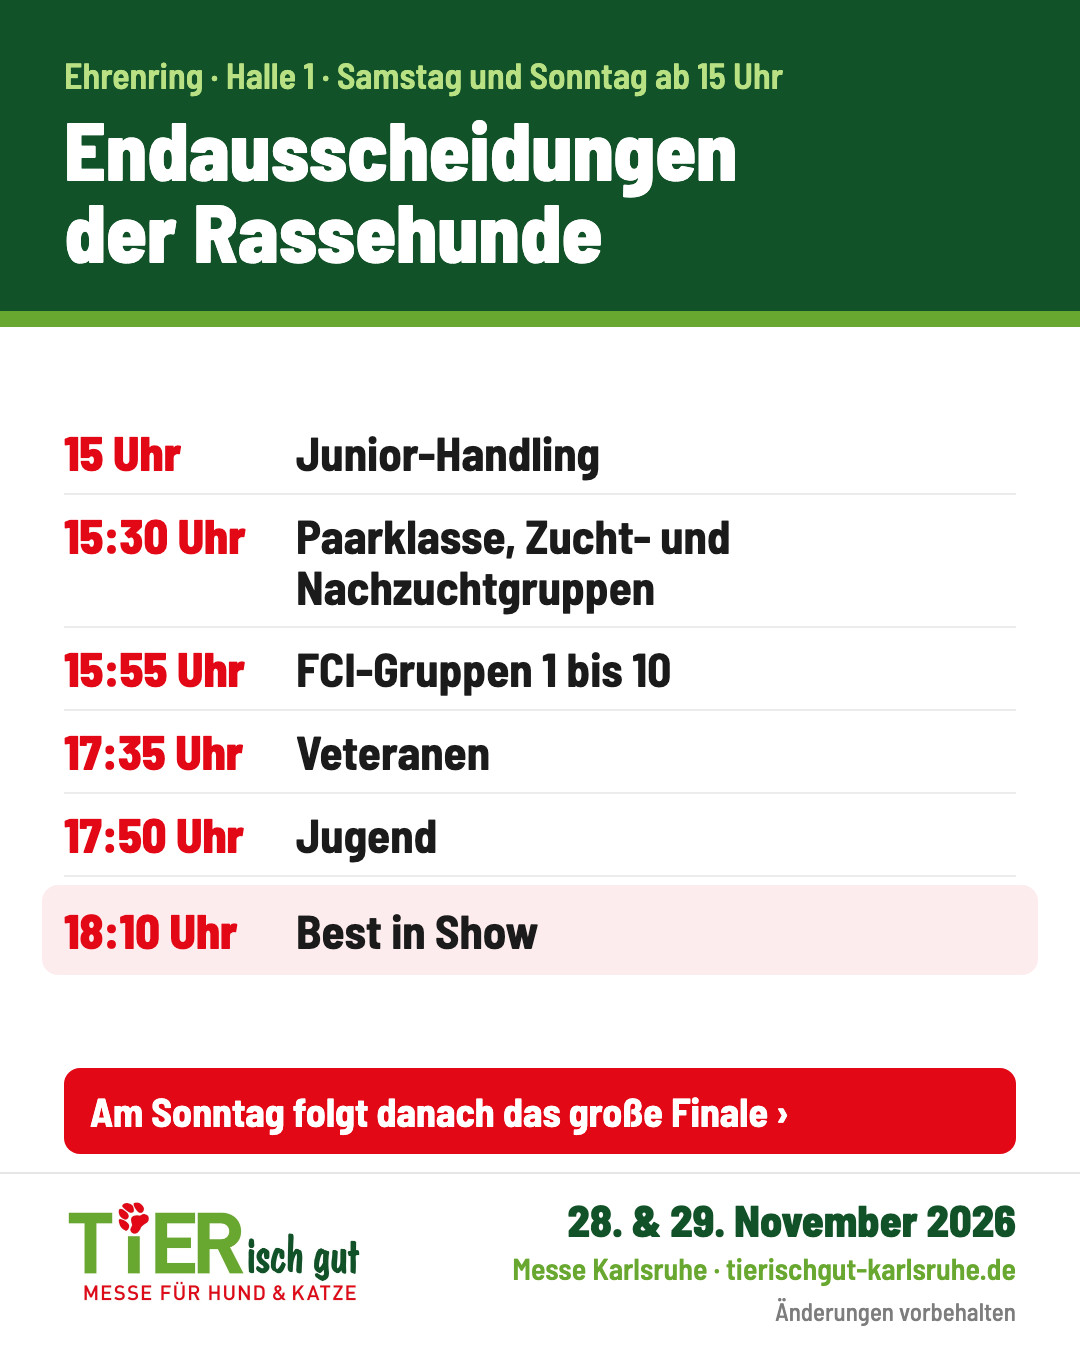 Ehrenring · Halle 1 · Samstag und Sonntag ab 15 Uhr
Endausscheidungen
der Rassehunde
15 Uhr Junior-Handling
15:30 Uhr Paarklasse, Zucht- und
Nachzuchtgruppen
15:55 Uhr FCI-Gruppen 1 bis 10
17:35 Uhr Veteranen
17:50 Uhr Jugend
18:10 Uhr Best in Show
Am Sonntag folgt danach das große Finale ›
TiERisch gut
MESSE FÜR HUND & KATZE
28. & 29. November 2026
Messe Karlsruhe · tierischgut-karlsruhe.de
Änderungen vorbehalten